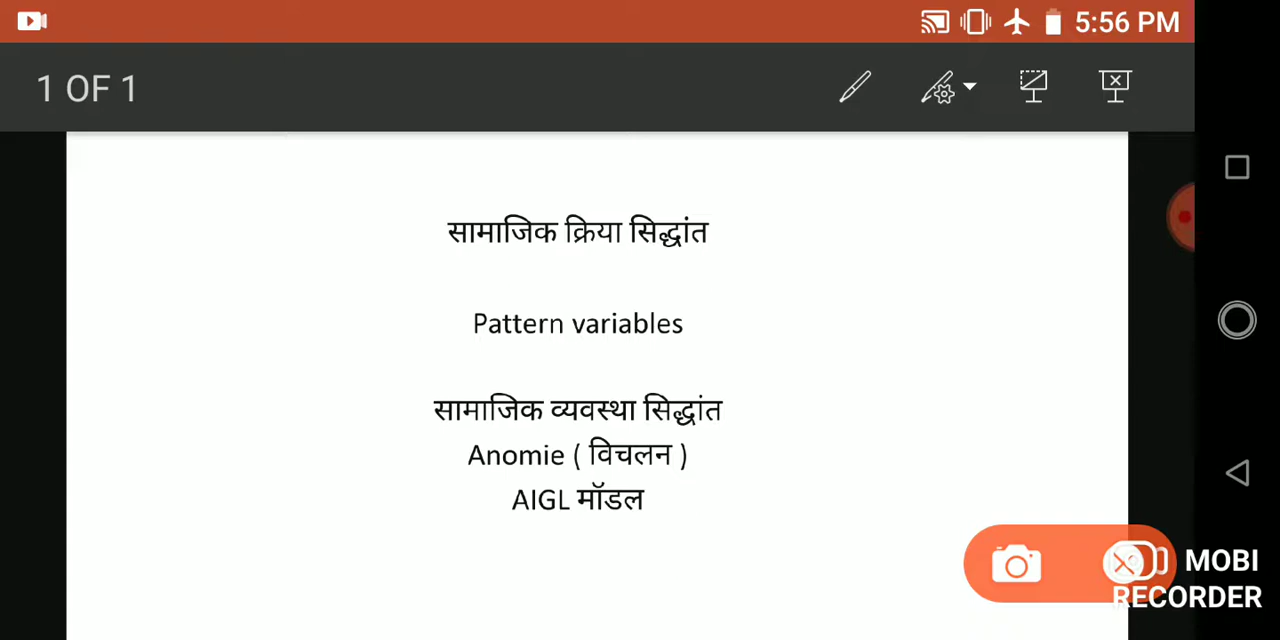 5:56 PM
1 OF 1
सामाजिक क्रिया सिद्धांत
Pattern variables
सामाजिक व्यवस्था सिद्धांत
Anomie ( विचलन )
AIGL मॉडल
MOBI
RECORDER